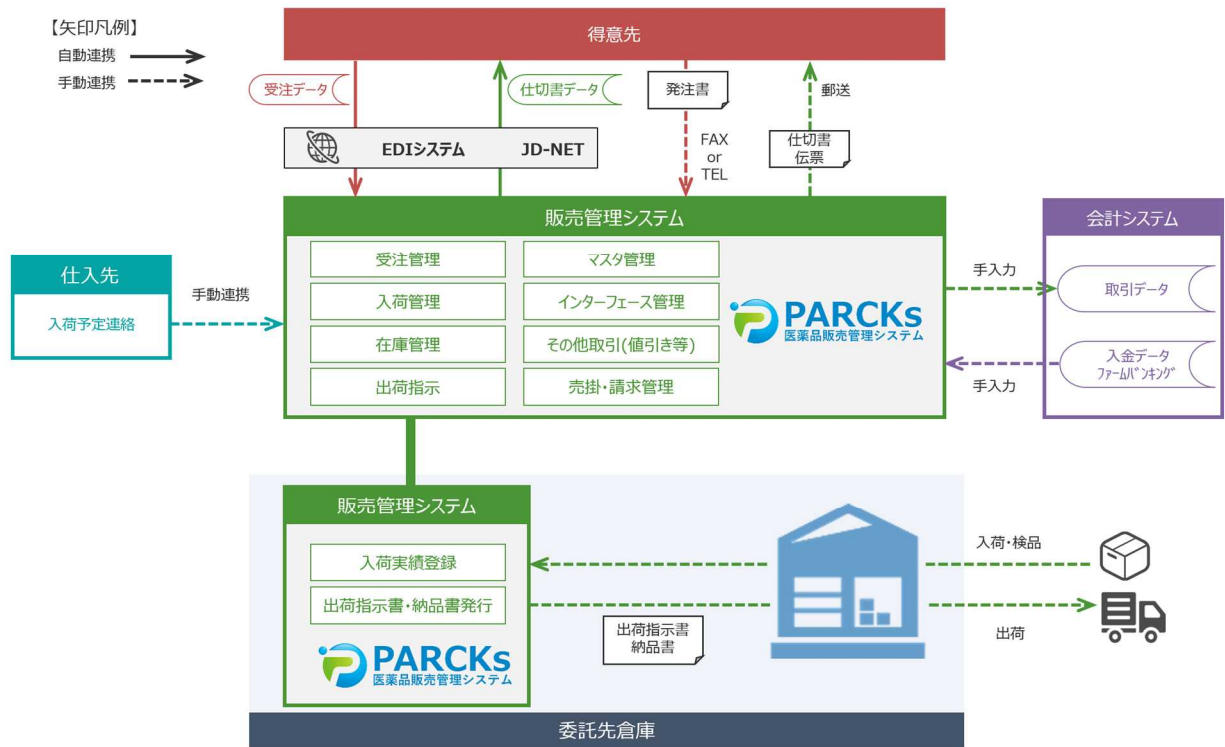 【矢印凡例】
自動連携
手動連携
得意先
受注データ
仕切書データ
発注書
郵送
EDIシステム JD-NET
FAX
or
TEL
仕切書
伝票
販売管理システム
受注管理
マスタ管理
入荷管理
インターフェース管理
在庫管理
その他取引(値引き等)
出荷指示
売掛・請求管理
PARCKs
医薬品販売管理システム
仕入先
入荷予定連絡
手動連携
会計システム
手入力
取引データ
入金データ
ファームバンキング
手入力
販売管理システム
入荷実績登録
出荷指示書・納品書発行
PARCKs
医薬品販売管理システム
出荷指示書
納品書
入荷・検品
出荷
委託先倉庫